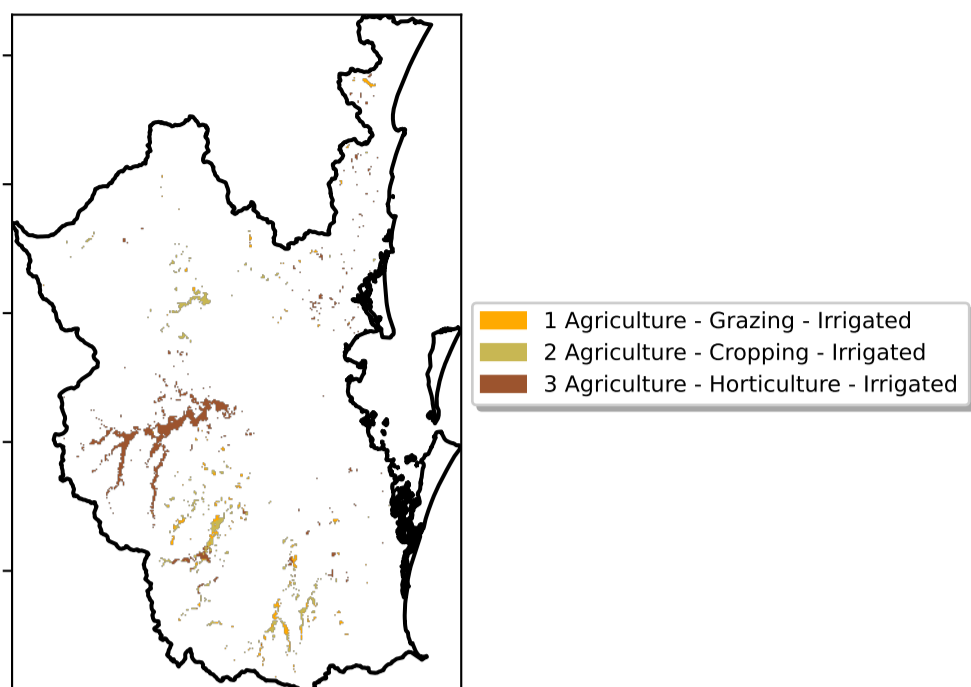 1 Agriculture - Grazing - Irrigated
2 Agriculture - Cropping - Irrigated
3 Agriculture - Horticulture - Irrigated